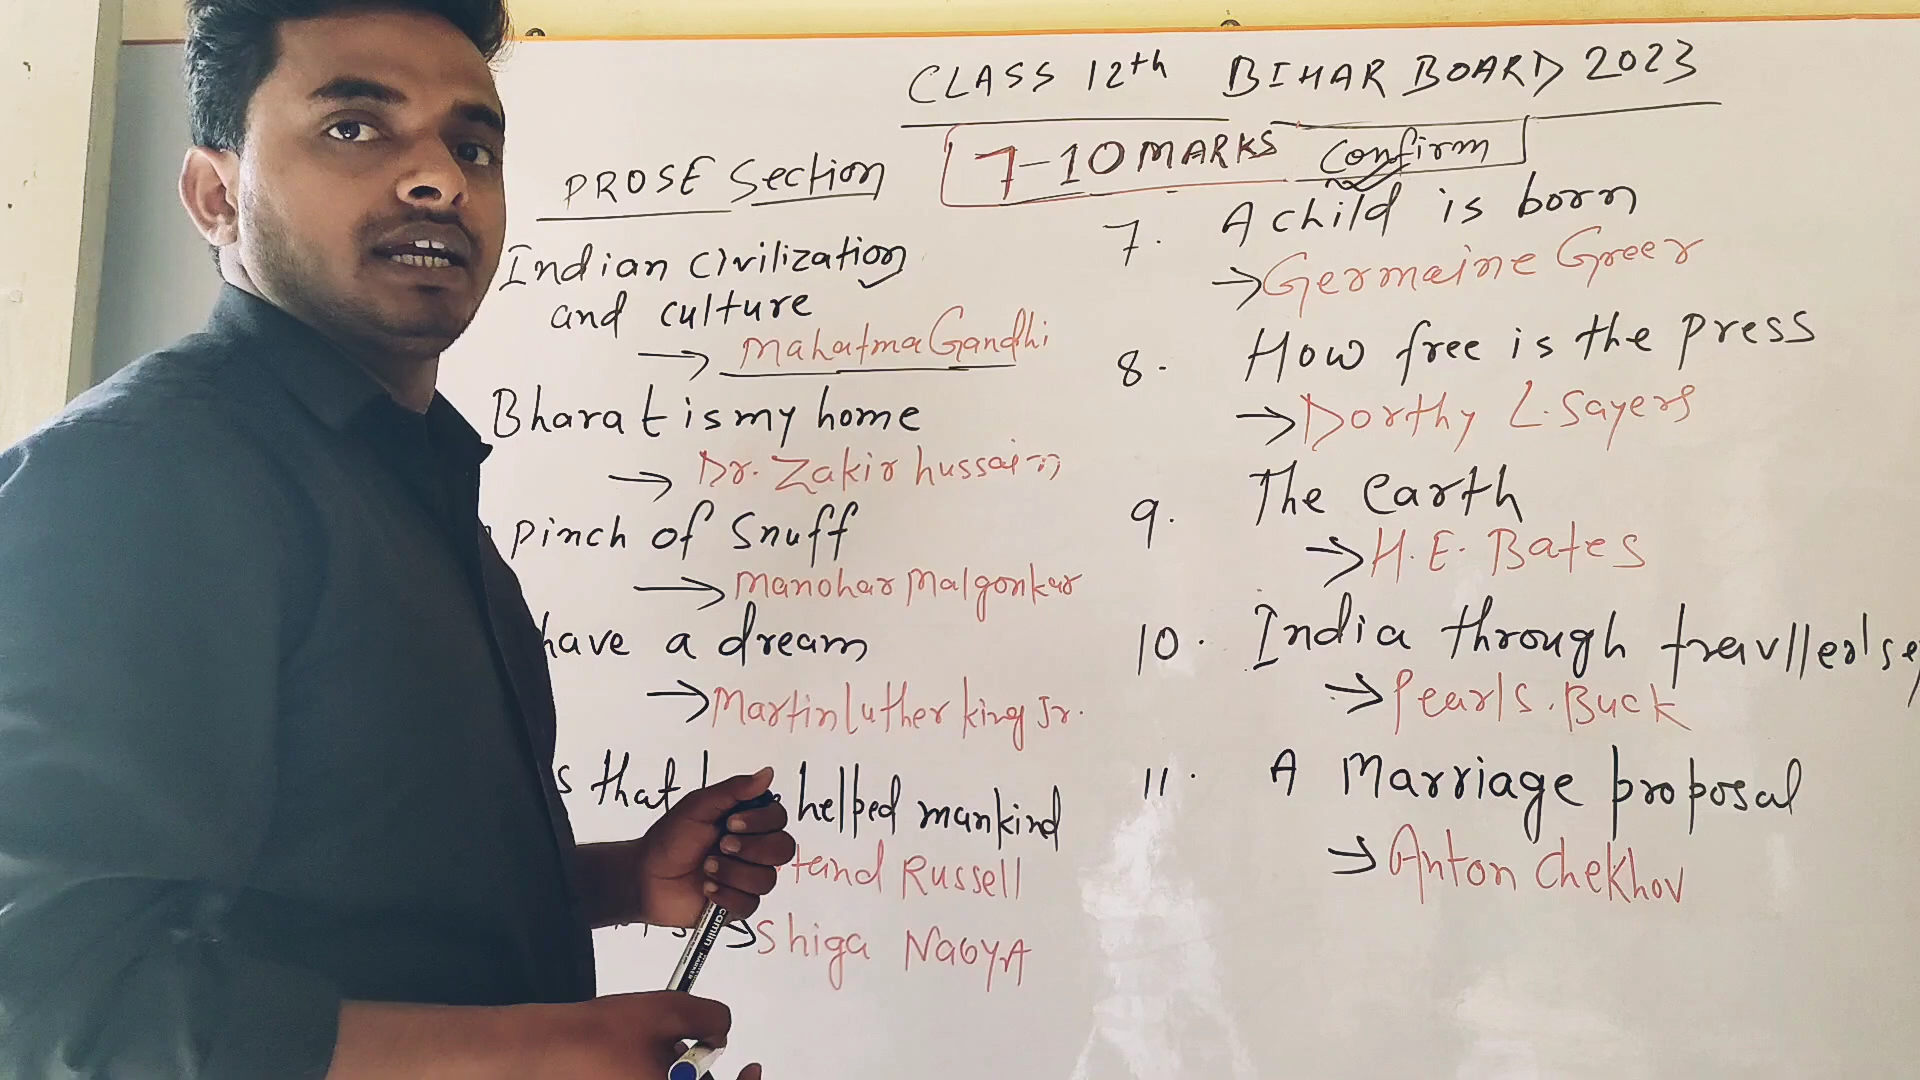 CLASS 12th BIHAR BOARD 2023
7-10 MARKS Confirm
PROSE Section
Indian civilization
and culture
→ Mahatma Gandhi
Bharat is my home
→ Dr. Zakir hussain
pinch of Snuff
→ Manohar Malgonkar
have a dream
→ Martin Luther king Jr.
that helped mankind
Russell
→ Shiga NaoyA
7. A child is born
→ Germaine Greer
8. How free is the press
→ Dorthy L. Sayers
9. The earth
→ H.E. Bates
10. India through travller's
→ Pearl S. Buck
11. A Marriage proposal
→ Anton Chekhov
camlin